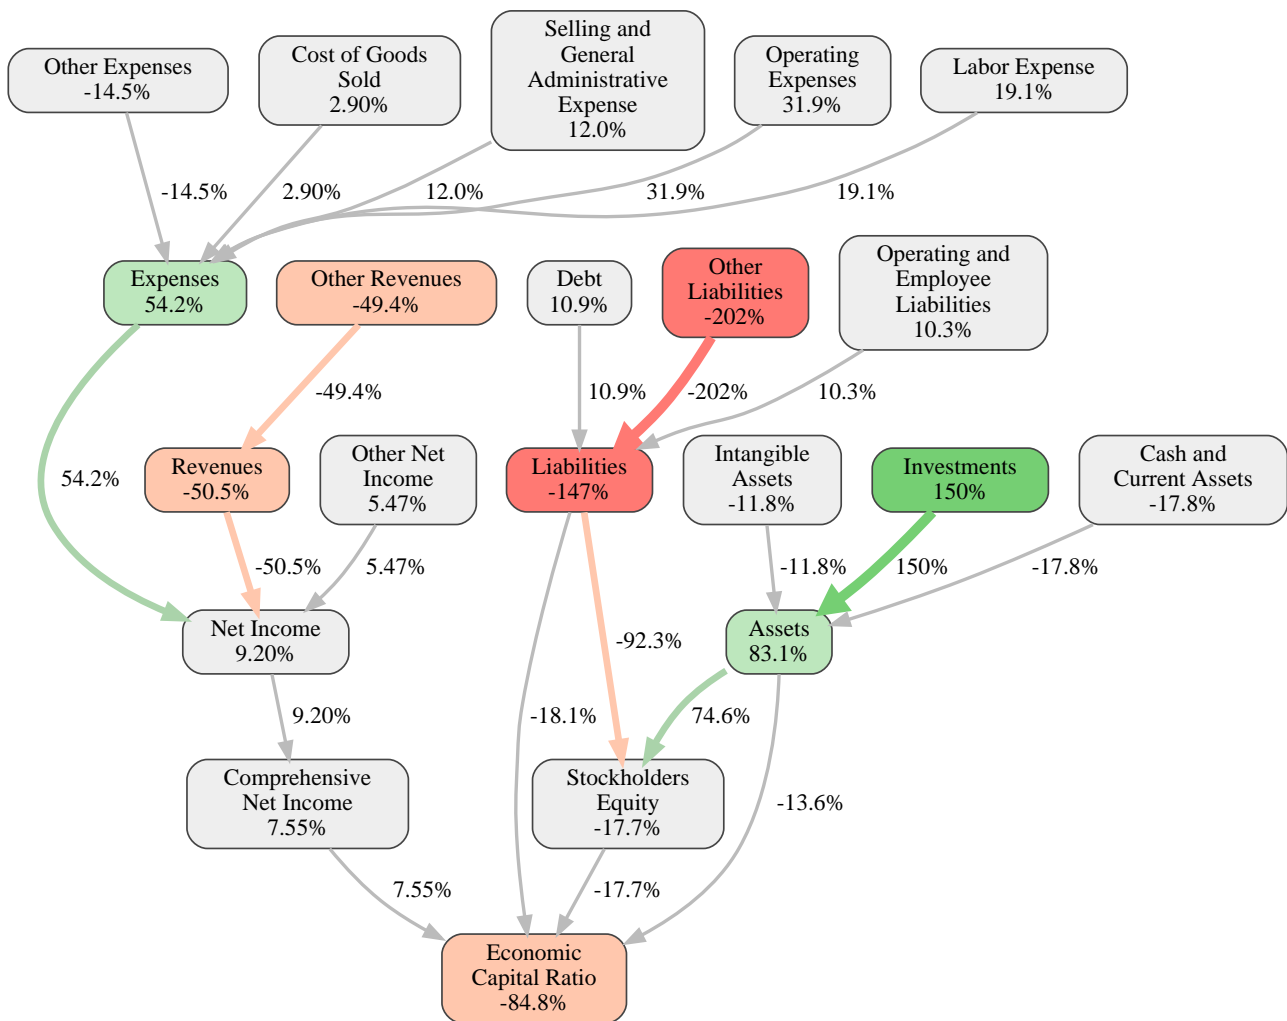 Other Expenses
-14.5%
Cost of Goods
Sold
2.90%
Selling and
General
Administrative
Expense
12.0%
Operating
Expenses
31.9%
Labor Expense
19.1%
-14.5%
2.90%
12.0%
31.9%
19.1%
Expenses
54.2%
Other Revenues
-49.4%
Debt
10.9%
Other
Liabilities
-202%
Operating and
Employee
Liabilities
10.3%
-49.4%
10.9%
-202%
10.3%
54.2%
Revenues
-50.5%
Other Net
Income
5.47%
Liabilities
-147%
Intangible
Assets
-11.8%
Investments
150%
Cash and
Current Assets
-17.8%
-50.5%
5.47%
-11.8%
150%
-17.8%
Net Income
9.20%
-92.3%
Assets
83.1%
9.20%
-18.1%
74.6%
Comprehensive
Net Income
7.55%
Stockholders
Equity
-17.7%
-13.6%
7.55%
-17.7%
Economic
Capital Ratio
-84.8%